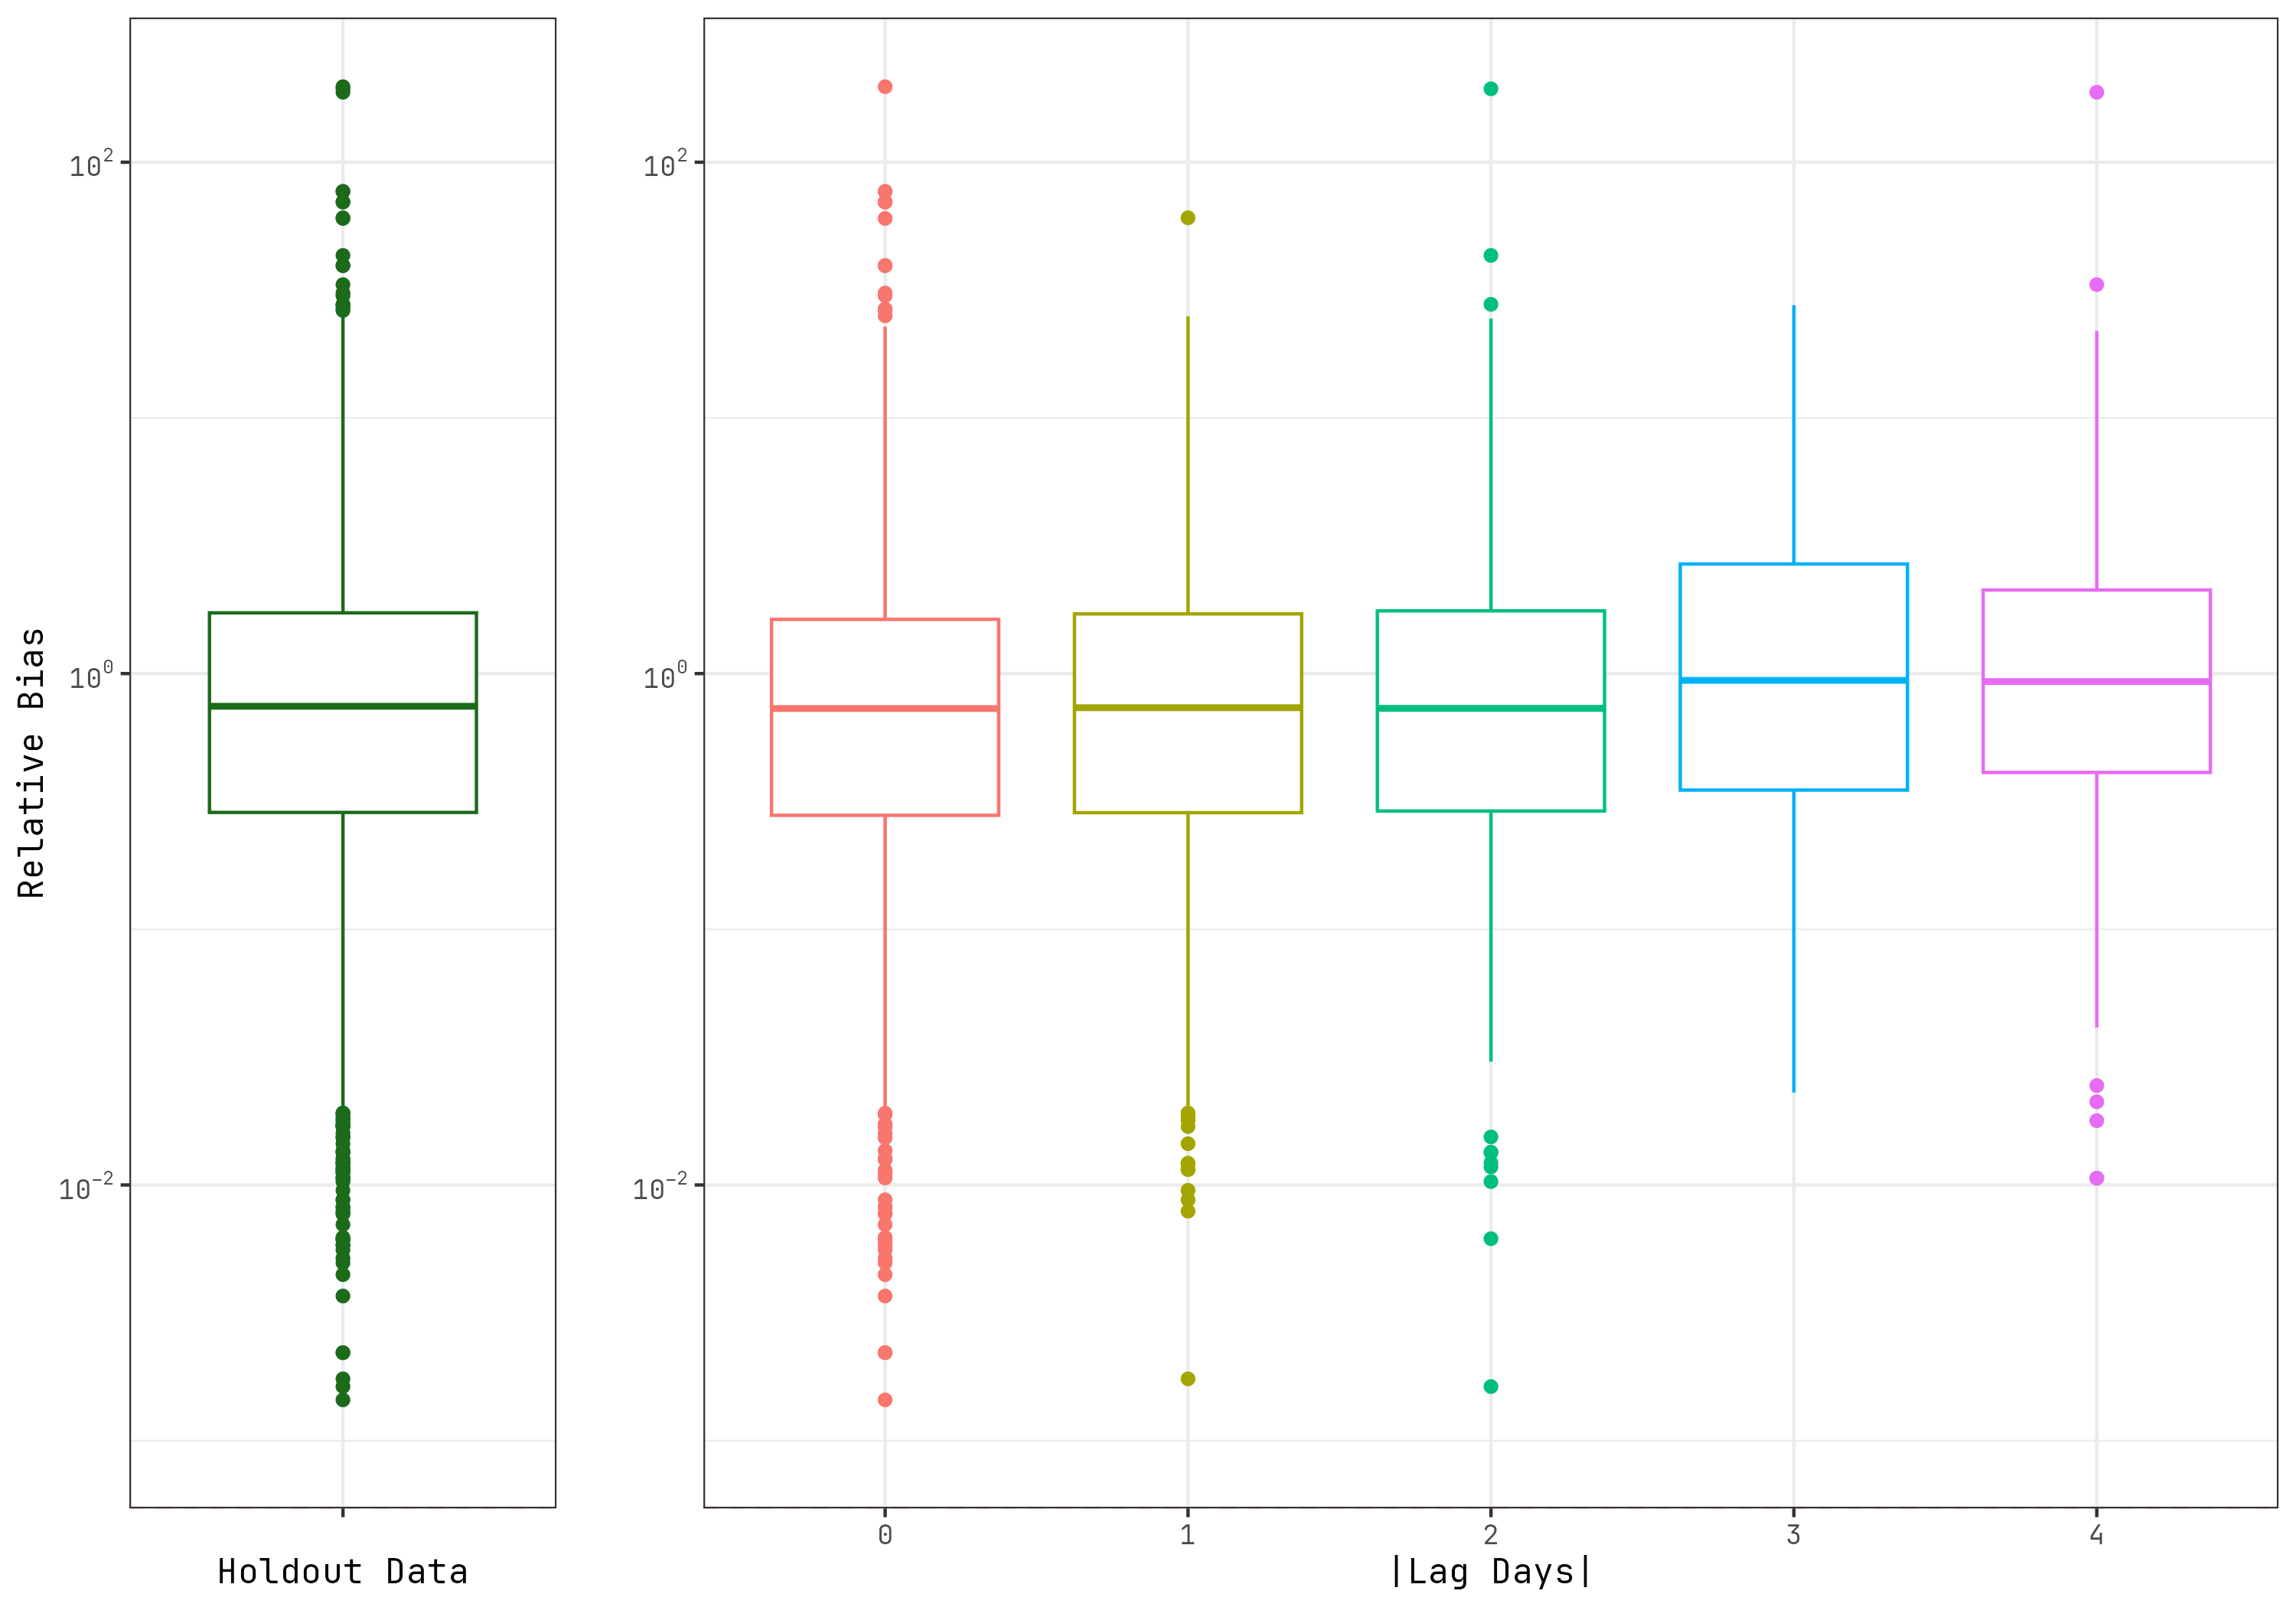 Relative Bias
10²
10⁰
10⁻²
Holdout Data
10²
10⁰
10⁻²
0 1 2 3 4
|Lag Days|